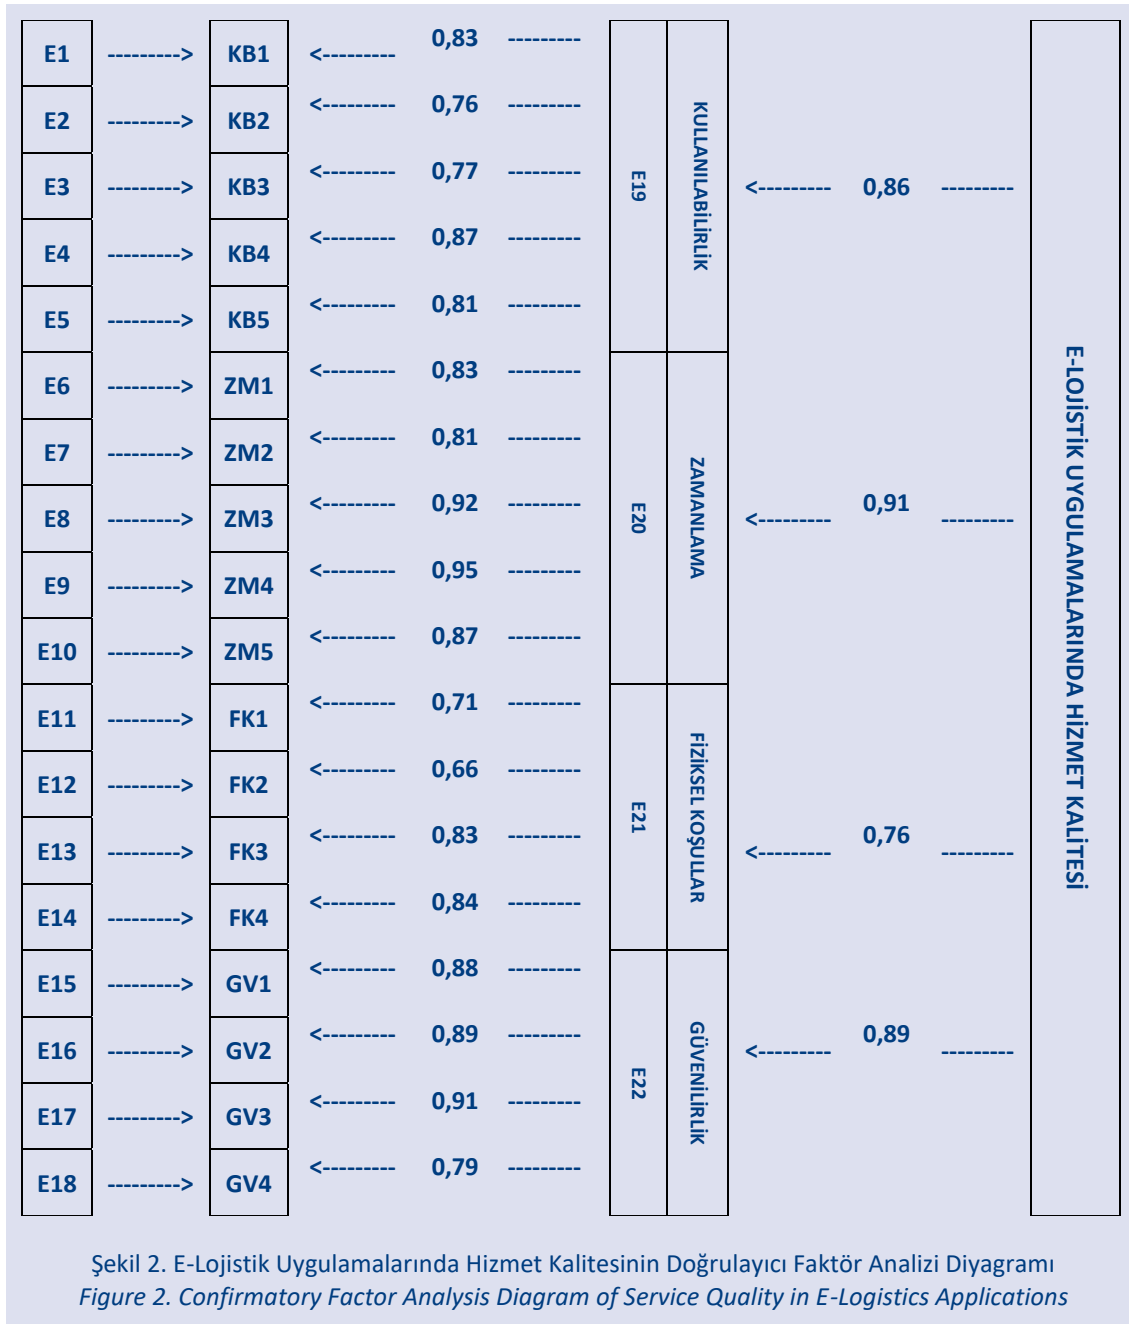 E1 ---------> KB1 <--------- 0,83 ---------
E2 ---------> KB2 <--------- 0,76 ---------
E3 ---------> KB3 <--------- 0,77 ---------
E4 ---------> KB4 <--------- 0,87 ---------
E5 ---------> KB5 <--------- 0,81 ---------
E19
KULLANILABİLİRLİK
<--------- 0,86 ---------
E6 ---------> ZM1 <--------- 0,83 ---------
E7 ---------> ZM2 <--------- 0,81 ---------
E8 ---------> ZM3 <--------- 0,92 ---------
E9 ---------> ZM4 <--------- 0,95 ---------
E10 ---------> ZM5 <--------- 0,87 ---------
E20
ZAMANLAMA
<--------- 0,91 ---------
E11 ---------> FK1 <--------- 0,71 ---------
E12 ---------> FK2 <--------- 0,66 ---------
E13 ---------> FK3 <--------- 0,83 ---------
E14 ---------> FK4 <--------- 0,84 ---------
E21
FİZİKSEL KOŞULLAR
<--------- 0,76 ---------
E15 ---------> GV1 <--------- 0,88 ---------
E16 ---------> GV2 <--------- 0,89 ---------
E17 ---------> GV3 <--------- 0,91 ---------
E18 ---------> GV4 <--------- 0,79 ---------
E22
GÜVENİLİRLİK
<--------- 0,89 ---------
E-LOJİSTİK UYGULAMALARINDA HİZMET KALİTESİ
Şekil 2. E-Lojistik Uygulamalarında Hizmet Kalitesinin Doğrulayıcı Faktör Analizi Diyagramı
Figure 2. Confirmatory Factor Analysis Diagram of Service Quality in E-Logistics Applications